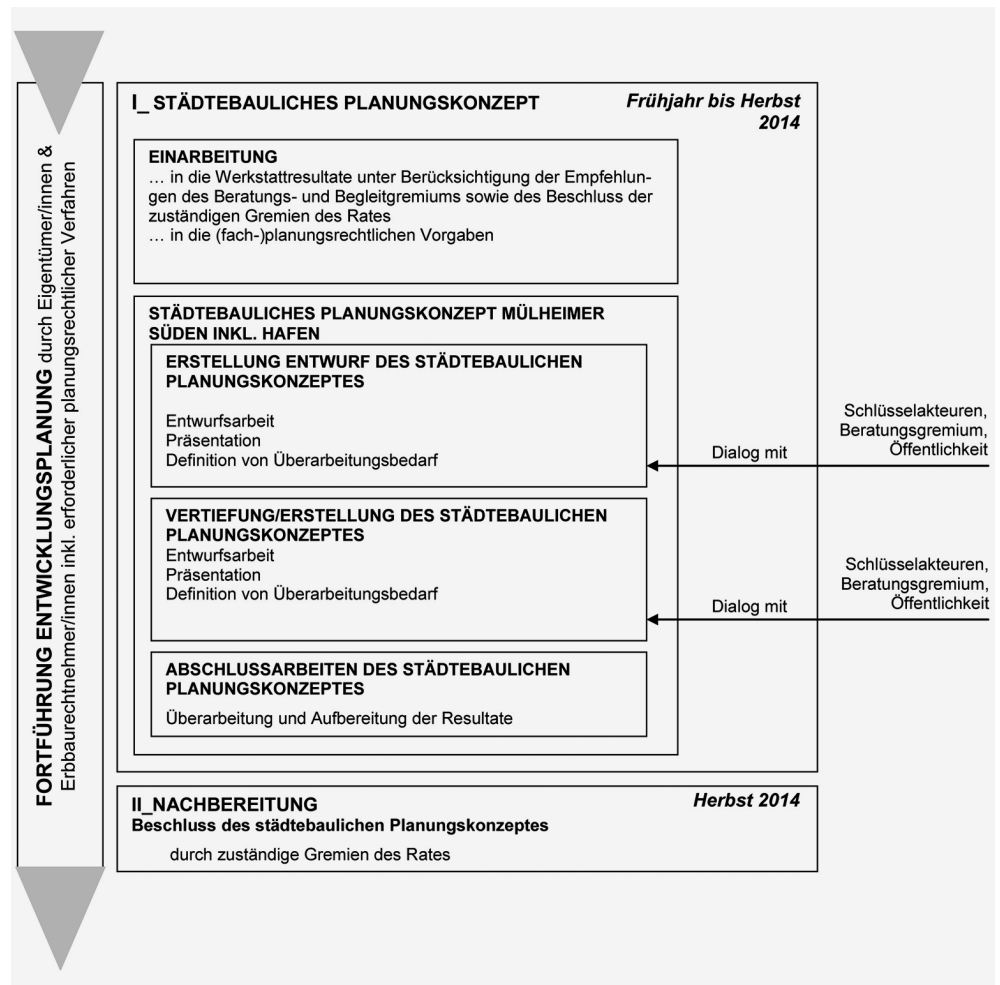 FORTFÜHRUNG ENTWICKLUNGSPLANUNG durch Eigentümer/innen &
Erbbaurechtnehmer/innen inkl. erforderlicher planungsrechtlicher Verfahren
I_ STÄDTEBAULICHES PLANUNGSKONZEPT
Frühjahr bis Herbst
2014
EINARBEITUNG
… in die Werkstattresultate unter Berücksichtigung der Empfehlun-
gen des Beratungs- und Begleitgremiums sowie des Beschluss der
zuständigen Gremien des Rates
… in die (fach-)planungsrechtlichen Vorgaben
STÄDTEBAULICHES PLANUNGSKONZEPT MÜLHEIMER
SÜDEN INKL. HAFEN
ERSTELLUNG ENTWURF DES STÄDTEBAULICHEN
PLANUNGSKONZEPTES
Entwurfsarbeit
Präsentation
Definition von Überarbeitungsbedarf
Dialog mit
Schlüsselakteuren,
Beratungsgremium,
Öffentlichkeit
VERTIEFUNG/ERSTELLUNG DES STÄDTEBAULICHEN
PLANUNGSKONZEPTES
Entwurfsarbeit
Präsentation
Definition von Überarbeitungsbedarf
Dialog mit
Schlüsselakteuren,
Beratungsgremium,
Öffentlichkeit
ABSCHLUSSARBEITEN DES STÄDTEBAULICHEN
PLANUNGSKONZEPTES
Überarbeitung und Aufbereitung der Resultate
II_NACHBEREITUNG
Herbst 2014
Beschluss des städtebaulichen Planungskonzeptes
durch zuständige Gremien des Rates